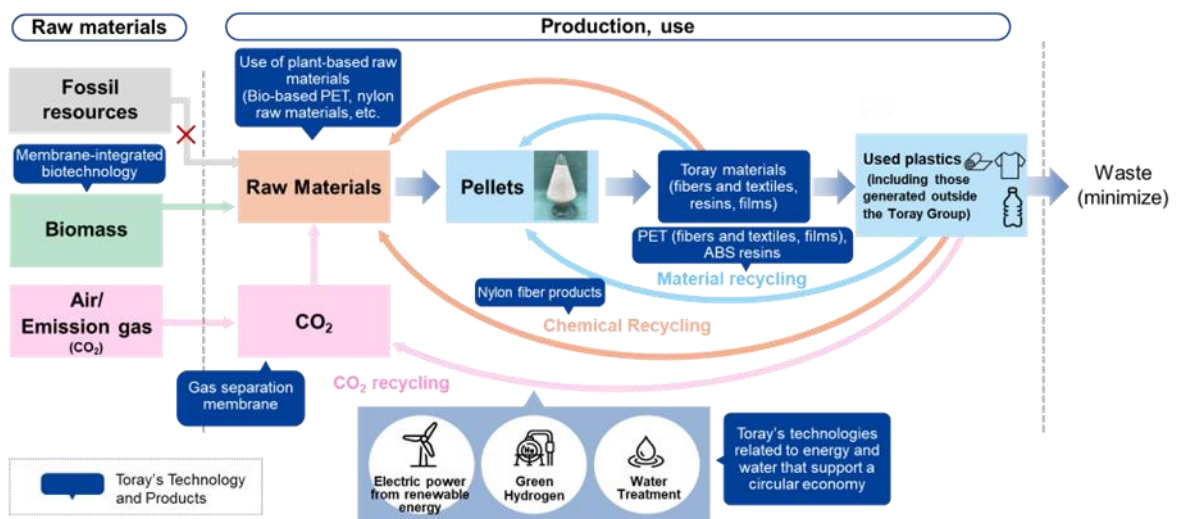 Raw materials
Production, use
Fossil
resources
Use of plant-based raw
materials
(Bio-based PET, nylon
raw materials, etc.
Membrane-integrated
biotechnology
Raw Materials
Pellets
Toray materials
(fibers and textiles,
resins, films)
Used plastics
(including those
generated outside
the Toray Group)
Waste
(minimize)
Biomass
PET (fibers and textiles, films),
ABS resins
Material recycling
Nylon fiber products
Chemical Recycling
Air/
Emission gas
(CO₂)
CO₂
CO₂ recycling
Gas separation
membrane
Electric power
from renewable
energy
Green
Hydrogen
Water
Treatment
Toray's technologies
related to energy and
water that support a
circular economy
Toray's Technology
and Products